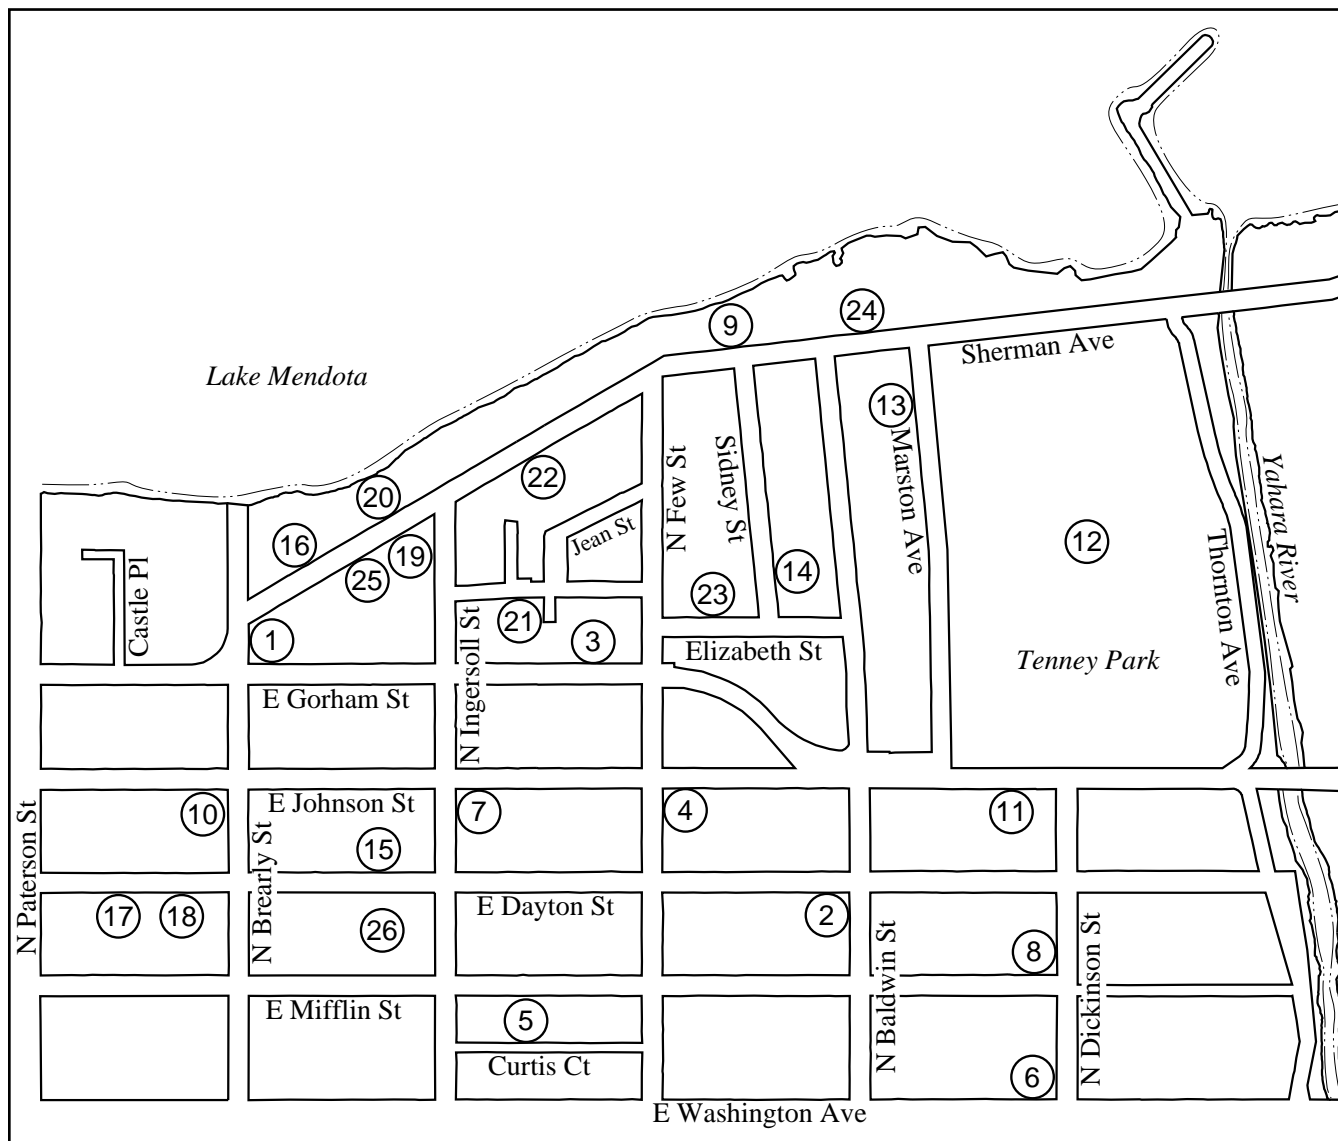 9
24
Sherman Ave
Lake Mendota
13
Marston Ave
Sidney St
N Few St
22
20
Yahara River
16
19
Jean St
12
25
14
Thornton Ave
Castle Pl
23
21
1
3
N Ingersoll St
Elizabeth St
Tenney Park
E Gorham St
10
E Johnson St
7
4
11
N Paterson St
N Brearly St
15
17
18
26
E Dayton St
2
N Baldwin St
8
N Dickinson St
E Mifflin St
5
Curtis Ct
6
E Washington Ave